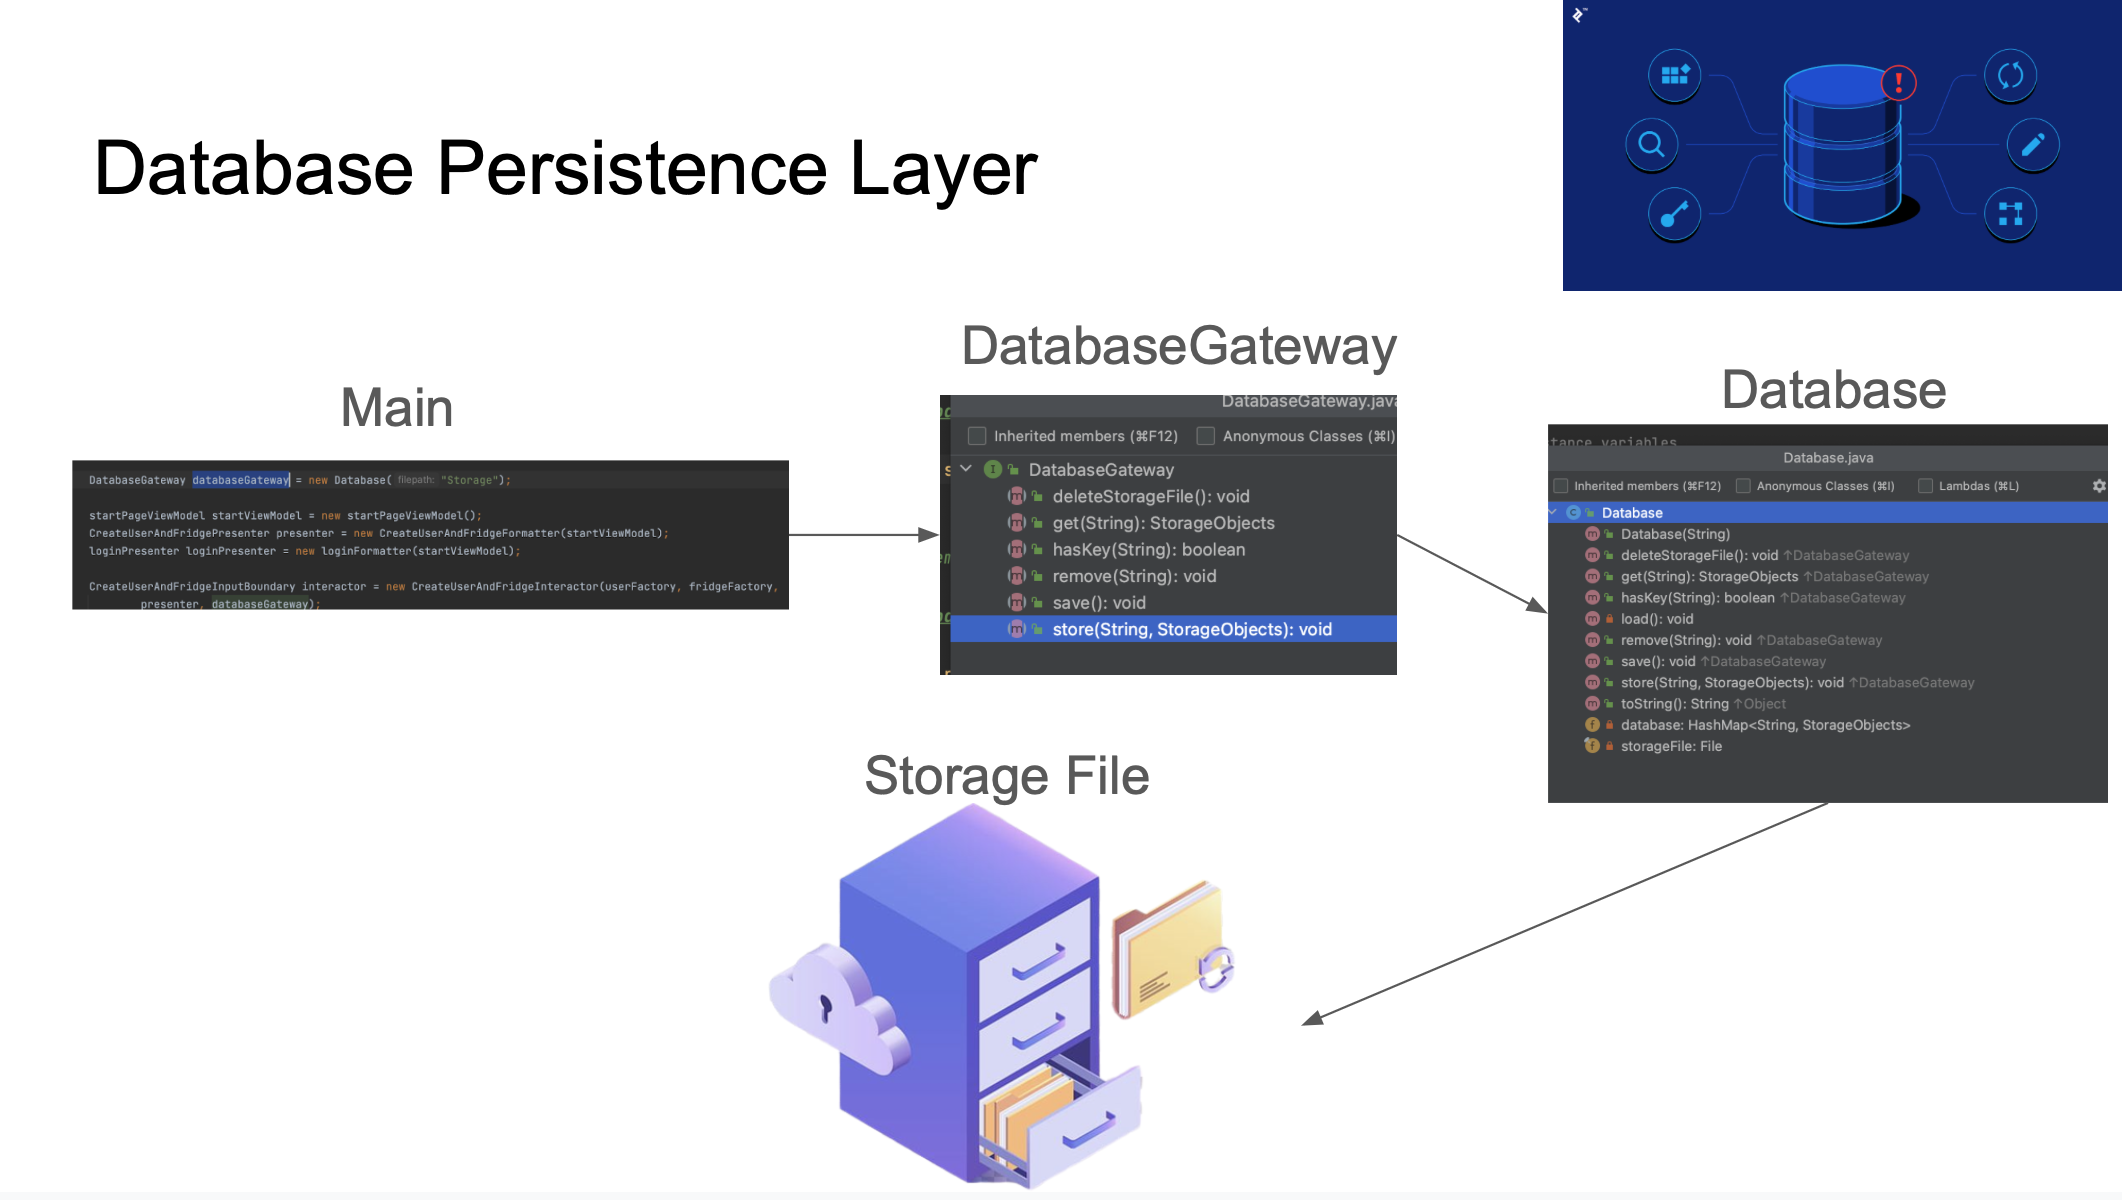 Database Persistence Layer
Main
DatabaseGateway databaseGateway = new Database( filepath: "Storage");
startPageViewModel startViewModel = new startPageViewModel();
CreateUserAndFridgePresenter presenter = new CreateUserAndFridgeFormatter(startViewModel);
loginPresenter loginPresenter = new loginFormatter(startViewModel);
CreateUserAndFridgeInputBoundary interactor = new CreateUserAndFridgeInteractor(userFactory, fridgeFactory,
presenter, databaseGateway);
DatabaseGateway
DatabaseGateway.java
Inherited members (⌘F12) Anonymous Classes (⌘I)
DatabaseGateway
deleteStorageFile(): void
get(String): StorageObjects
hasKey(String): boolean
remove(String): void
save(): void
store(String, StorageObjects): void
Database
tance variables
Database.java
Inherited members (⌘F12) Anonymous Classes (⌘I) Lambdas (⌘L)
Database
Database(String)
deleteStorageFile(): void ↑DatabaseGateway
get(String): StorageObjects ↑DatabaseGateway
hasKey(String): boolean ↑DatabaseGateway
load(): void
remove(String): void ↑DatabaseGateway
save(): void ↑DatabaseGateway
store(String, StorageObjects): void ↑DatabaseGateway
toString(): String ↑Object
database: HashMap<String, StorageObjects>
storageFile: File
Storage File